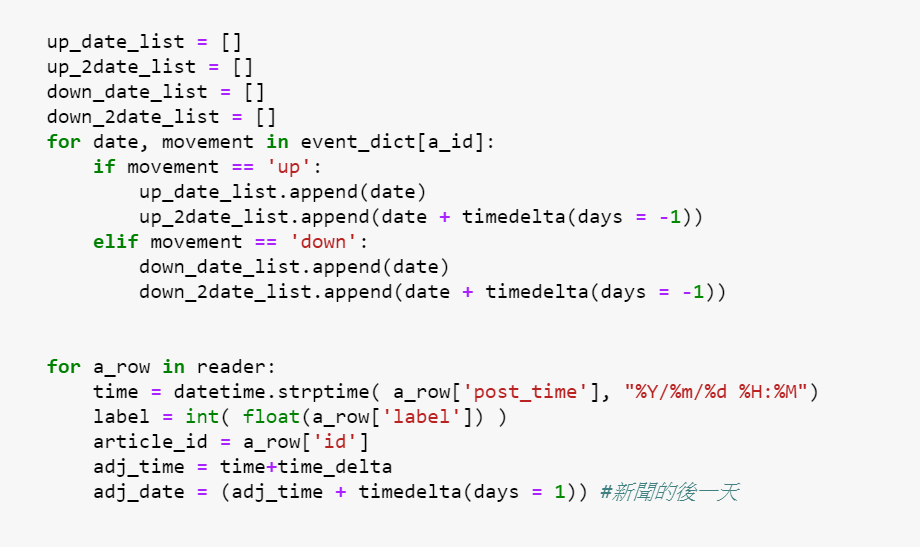 up_date_list = []
up_2date_list = []
down_date_list = []
down_2date_list = []
for date, movement in event_dict[a_id]:
    if movement == 'up':
        up_date_list.append(date)
        up_2date_list.append(date + timedelta(days = -1))
    elif movement == 'down':
        down_date_list.append(date)
        down_2date_list.append(date + timedelta(days = -1))
for a_row in reader:
    time = datetime.strptime( a_row['post_time'], "%Y/%m/%d %H:%M")
    label = int( float(a_row['label']) )
    article_id = a_row['id']
    adj_time = time+time_delta
    adj_date = (adj_time + timedelta(days = 1)) #新聞的後一天